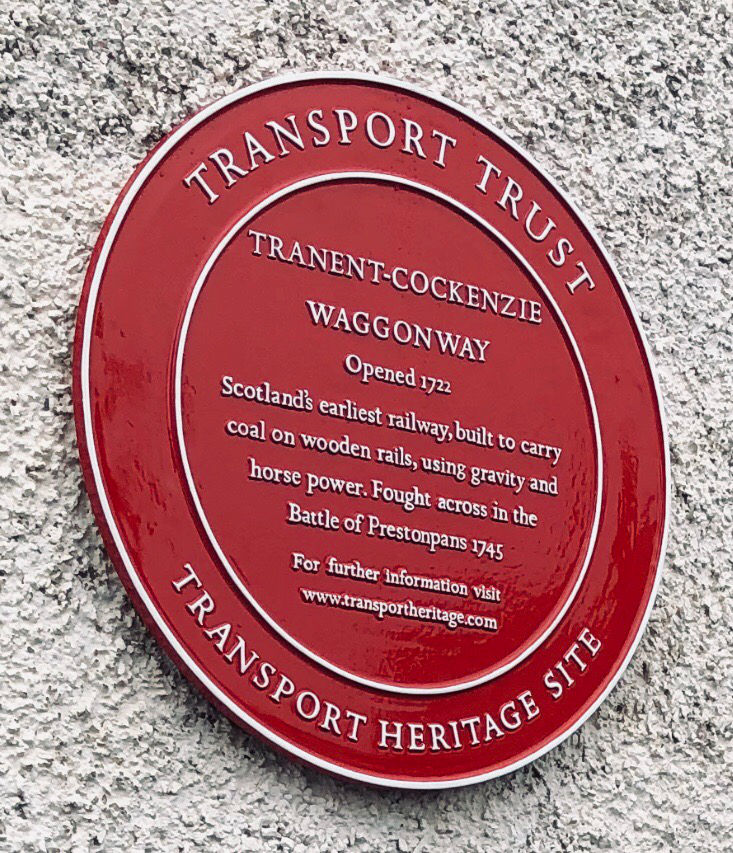 TRANSPORT TRUST
TRANENT-COCKENZIE
WAGGONWAY
Opened 1722
Scotland's earliest railway, built to carry
coal on wooden rails, using gravity and
horse power. Fought across in the
Battle of Prestonpans 1745
For further information visit
www.transportheritage.com
TRANSPORT HERITAGE SITE